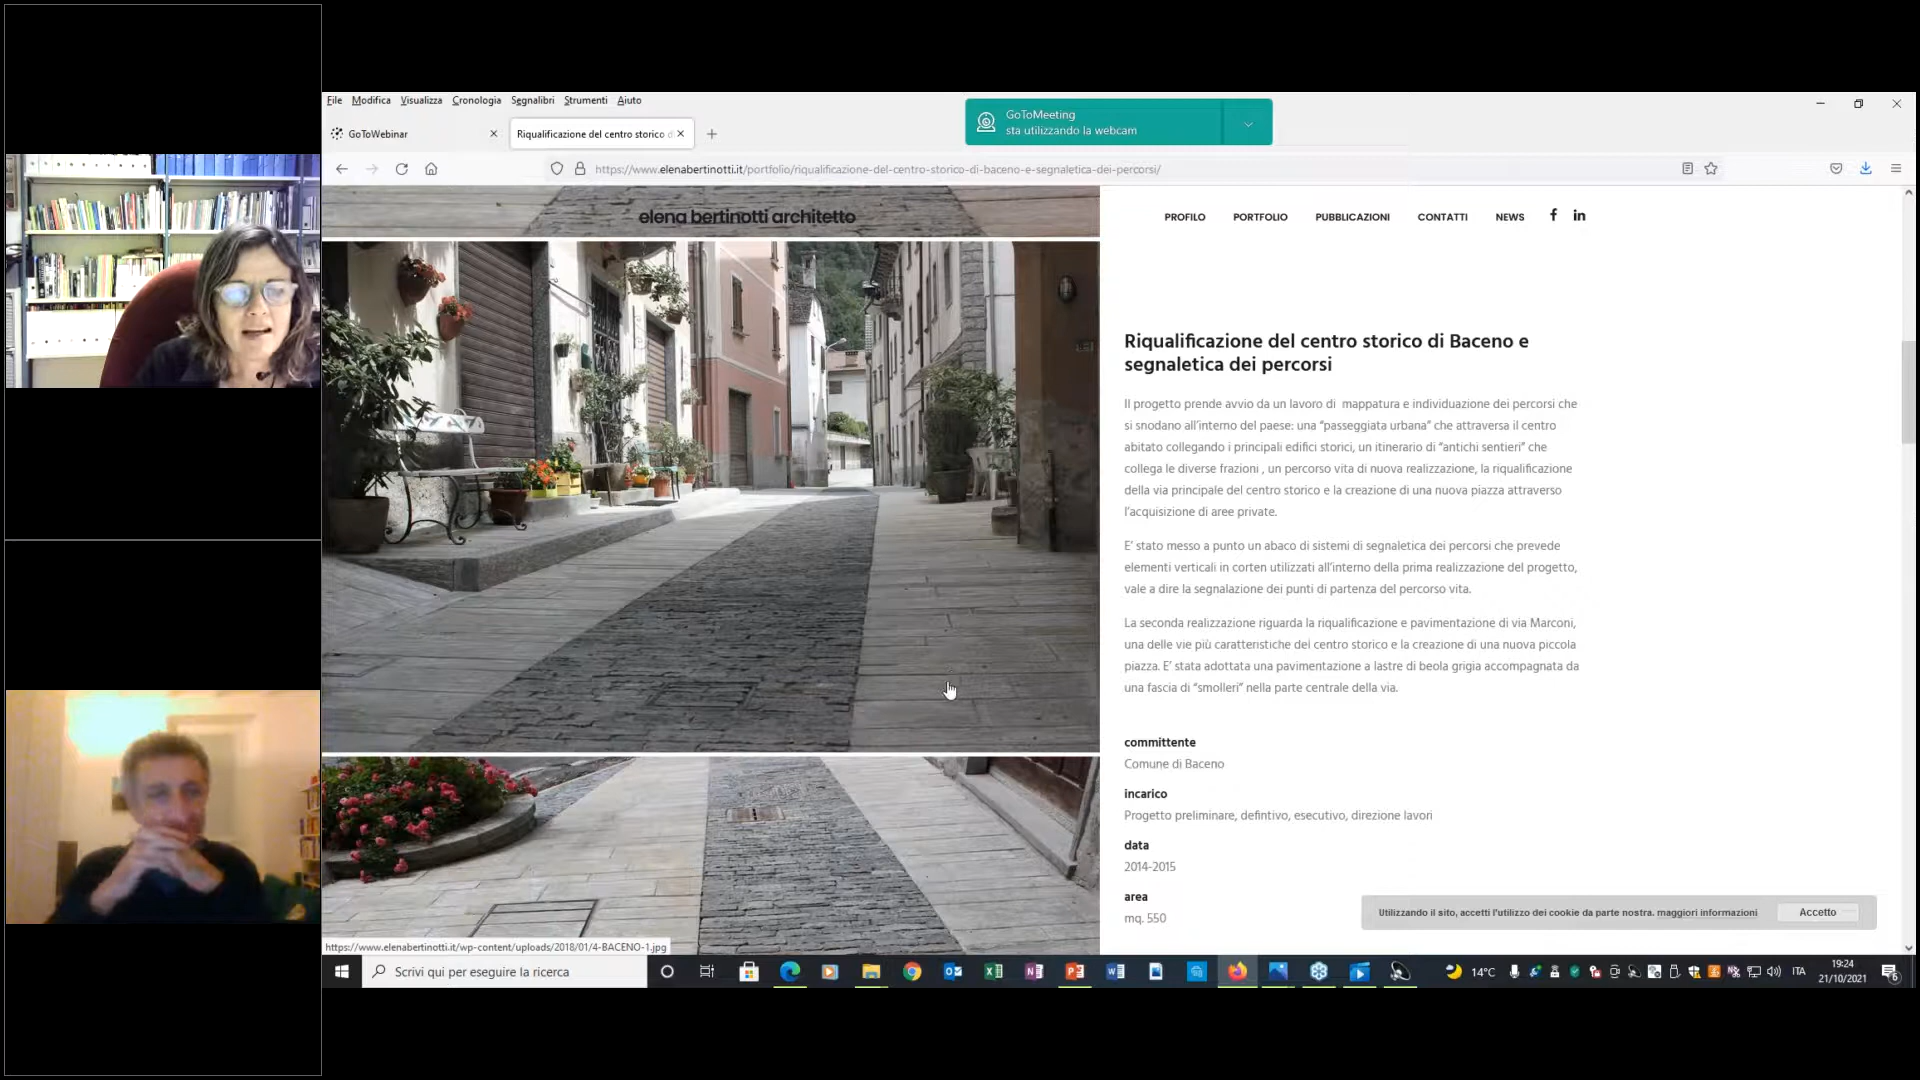 File Modifica Visualizza Cronologia Segnalibri Strumenti Aiuto
GoToMeeting
sta utilizzando la webcam
GoToWebinar
Riqualificazione del centro storico d
https://www.elenabertinotti.it/portfolio/riqualificazione-del-centro-storico-di-baceno-e-segnaletica-dei-percorsi/
elena bertinotti architetto
PROFILO PORTFOLIO PUBBLICAZIONI CONTATTI NEWS
Riqualificazione del centro storico di Baceno e
segnaletica dei percorsi
Il progetto prende avvio da un lavoro di mappatura e individuazione dei percorsi che
si snodano all'interno del paese: una “passeggiata urbana” che attraversa il centro
abitato collegando i principali edifici storici, un itinerario di “antichi sentieri” che
collega le diverse frazioni , un percorso vita di nuova realizzazione, la riqualificazione
della via principale del centro storico e la creazione di una nuova piazza attraverso
l'acquisizione di aree private.
E' stato messo a punto un abaco di sistemi di segnaletica dei percorsi che prevede
elementi verticali in corten utilizzati all'interno della prima realizzazione del progetto,
vale a dire la segnalazione dei punti di partenza del percorso vita.
La seconda realizzazione riguarda la riqualificazione e pavimentazione di via Marconi,
una delle vie più caratteristiche del centro storico e la creazione di una nuova piccola
piazza. E' stata adottata una pavimentazione a lastre di beola grigia accompagnata da
una fascia di “smolleri” nella parte centrale della via.
committente
Comune di Baceno
incarico
Progetto preliminare, defintivo, esecutivo, direzione lavori
data
2014-2015
area
mq. 550
Utilizzando il sito, accetti l'utilizzo dei cookie da parte nostra. maggiori informazioni
Accetto
https://www.elenabertinotti.it/wp-content/uploads/2018/01/4-BACENO-1.jpg
Scrivi qui per eseguire la ricerca
14°C
ITA
19:24
21/10/2021
6